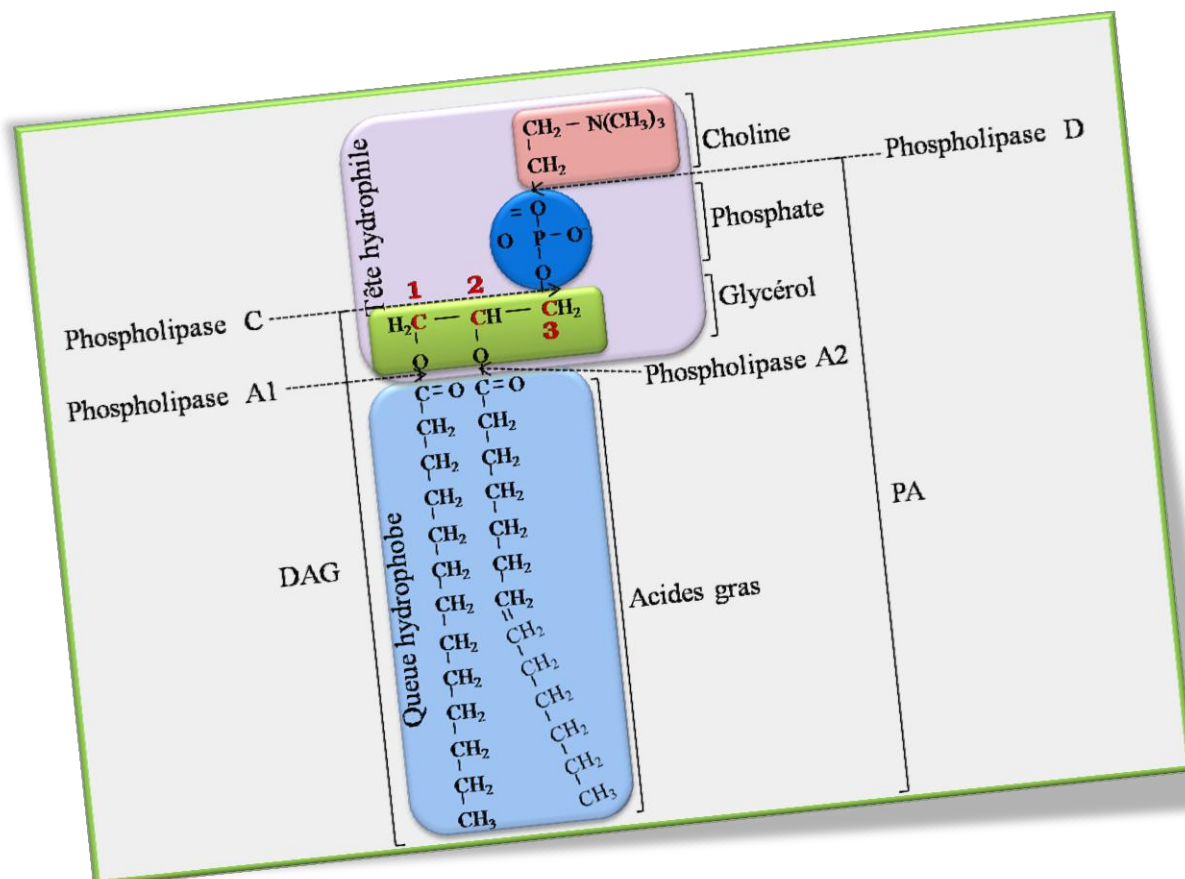 CH₂ – N(CH₃)₃
CH₂
Choline
Phospholipase D
Tête hydrophile
= O
O P – O⁻
O
Phosphate
Glycérol
1 2
Phospholipase C
H₂C — CH — CH₂
3
O O
Phospholipase A2
Phospholipase A1
C=O C=O
CH₂ CH₂
CH₂ CH₂
CH₂ CH₂
CH₂ CH₂
CH₂ CH₂
CH₂ CH₂
CH₂ CH₂
CH₂ CH₂
CH₂ CH₂
CH₂ CH₂
CH₂ CH₂
CH₃ CH₃
Queue hydrophobe
DAG
Acides gras
PA